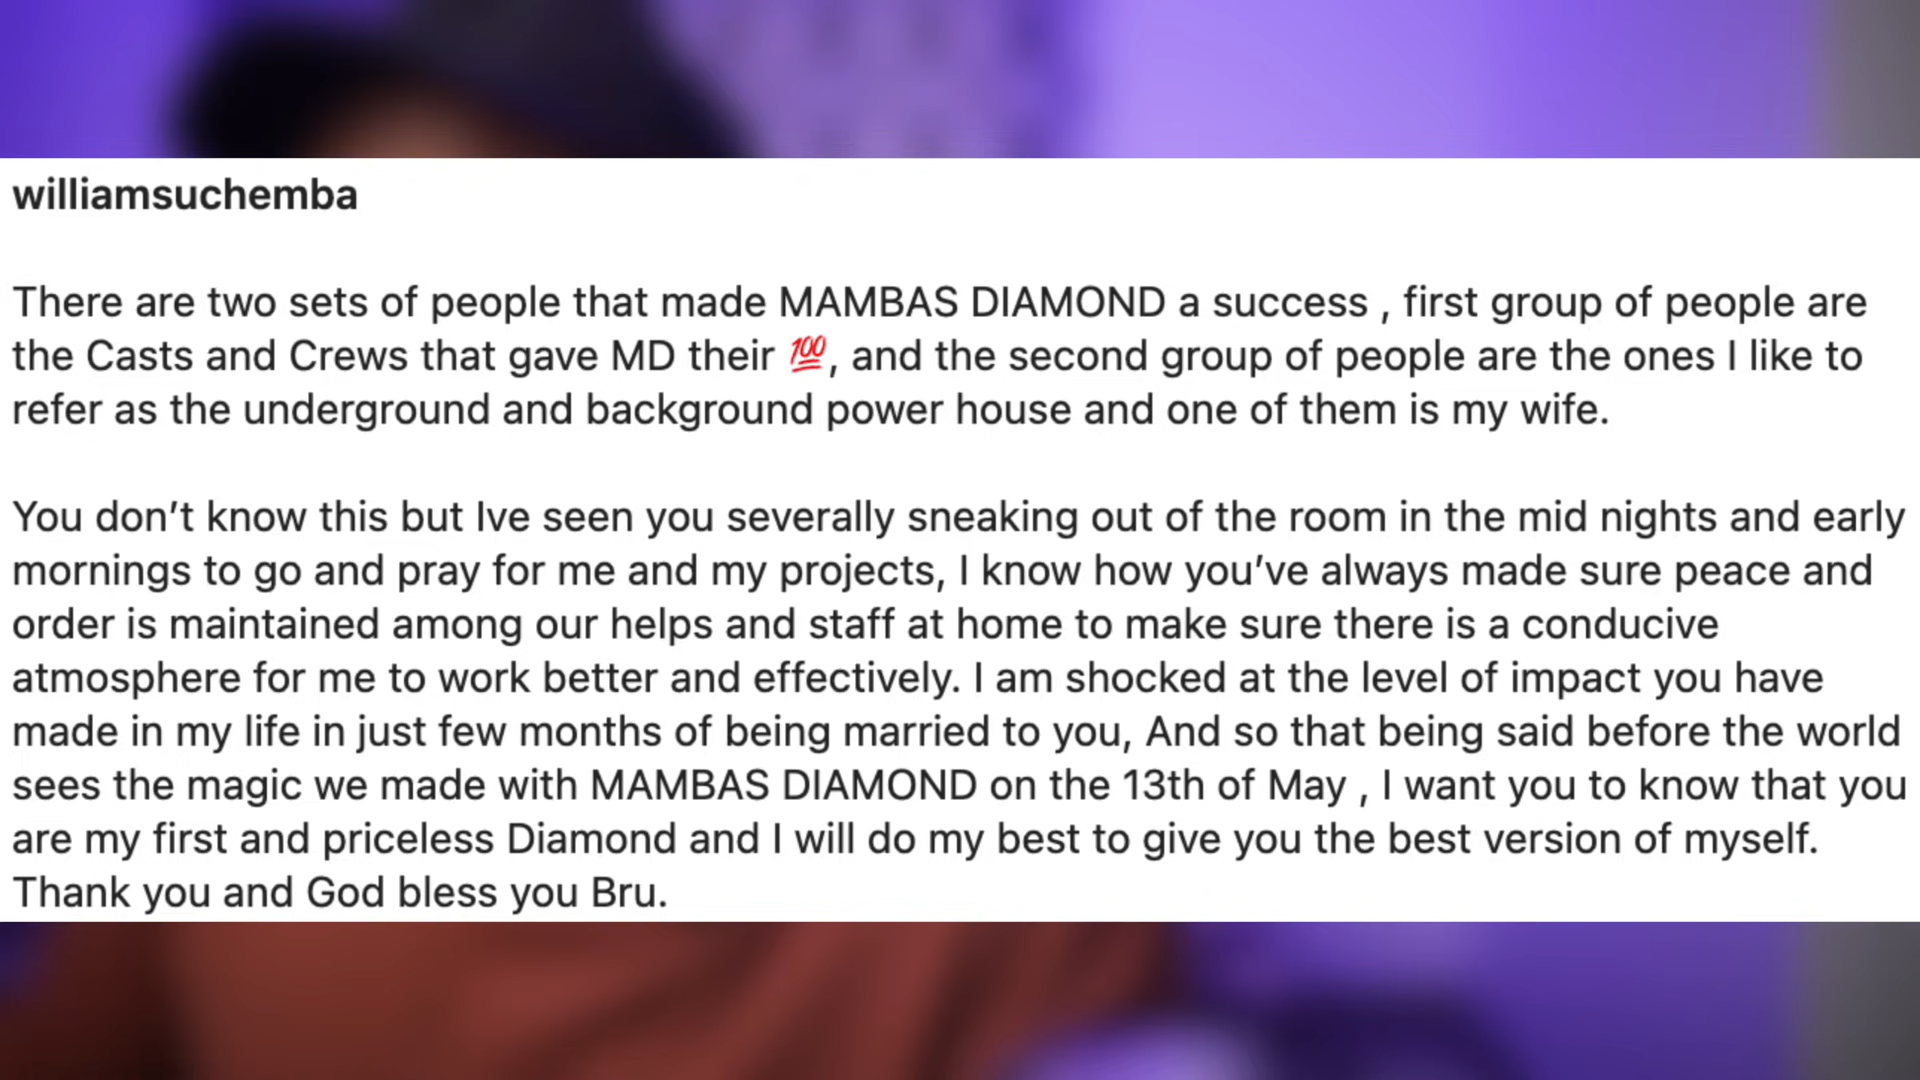 williamsuchemba
There are two sets of people that made MAMBAS DIAMOND a success , first group of people are
the Casts and Crews that gave MD their 💯, and the second group of people are the ones I like to
refer as the underground and background power house and one of them is my wife.
You don’t know this but Ive seen you severally sneaking out of the room in the mid nights and early
mornings to go and pray for me and my projects, I know how you’ve always made sure peace and
order is maintained among our helps and staff at home to make sure there is a conducive
atmosphere for me to work better and effectively. I am shocked at the level of impact you have
made in my life in just few months of being married to you, And so that being said before the world
sees the magic we made with MAMBAS DIAMOND on the 13th of May , I want you to know that you
are my first and priceless Diamond and I will do my best to give you the best version of myself.
Thank you and God bless you Bru.